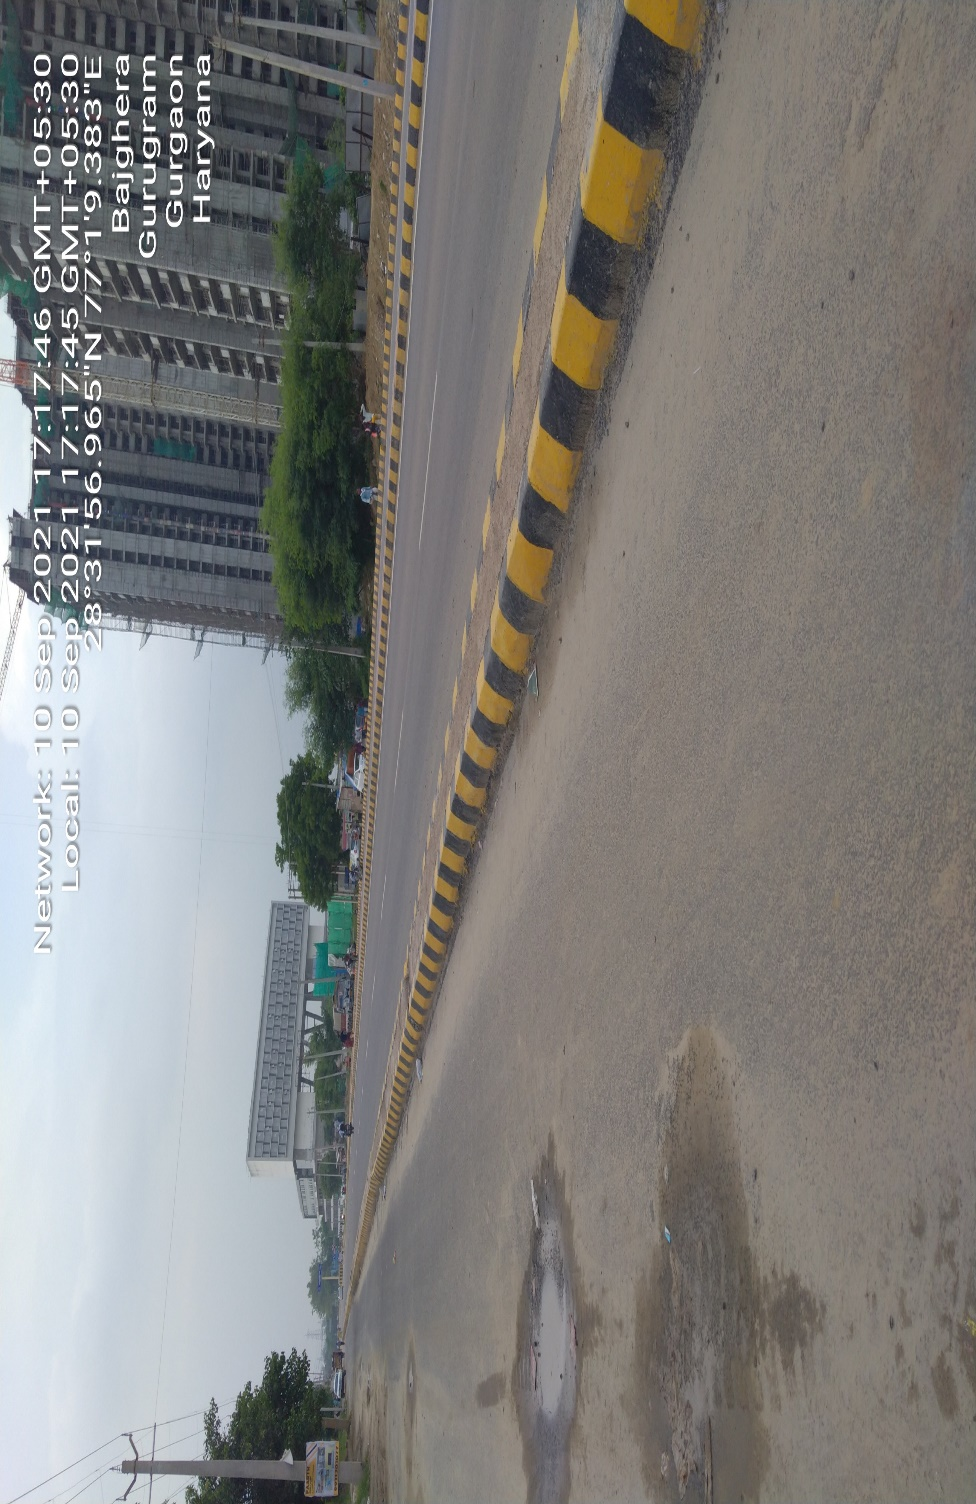 Network: 10 Sep 2021 17:17:46 GMT+05:30
Local: 10 Sep 2021 17:17:45 GMT+05:30
28°31'56.965"N 77°1'9.383"E
Bajghera
Gurugram
Gurgaon
Haryana